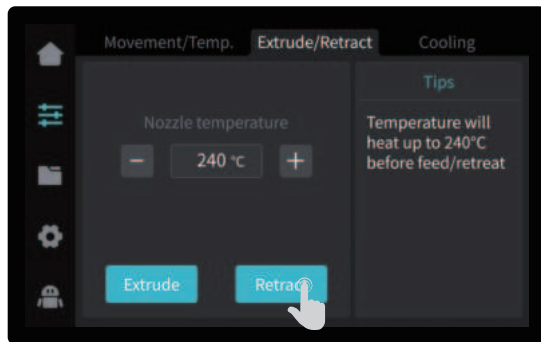 Movement/Temp. Extrude/Retract Cooling
Tips
Nozzle temperature
Temperature will
heat up to 240°C
before feed/retreat
− 240 °C +
Extrude Retract